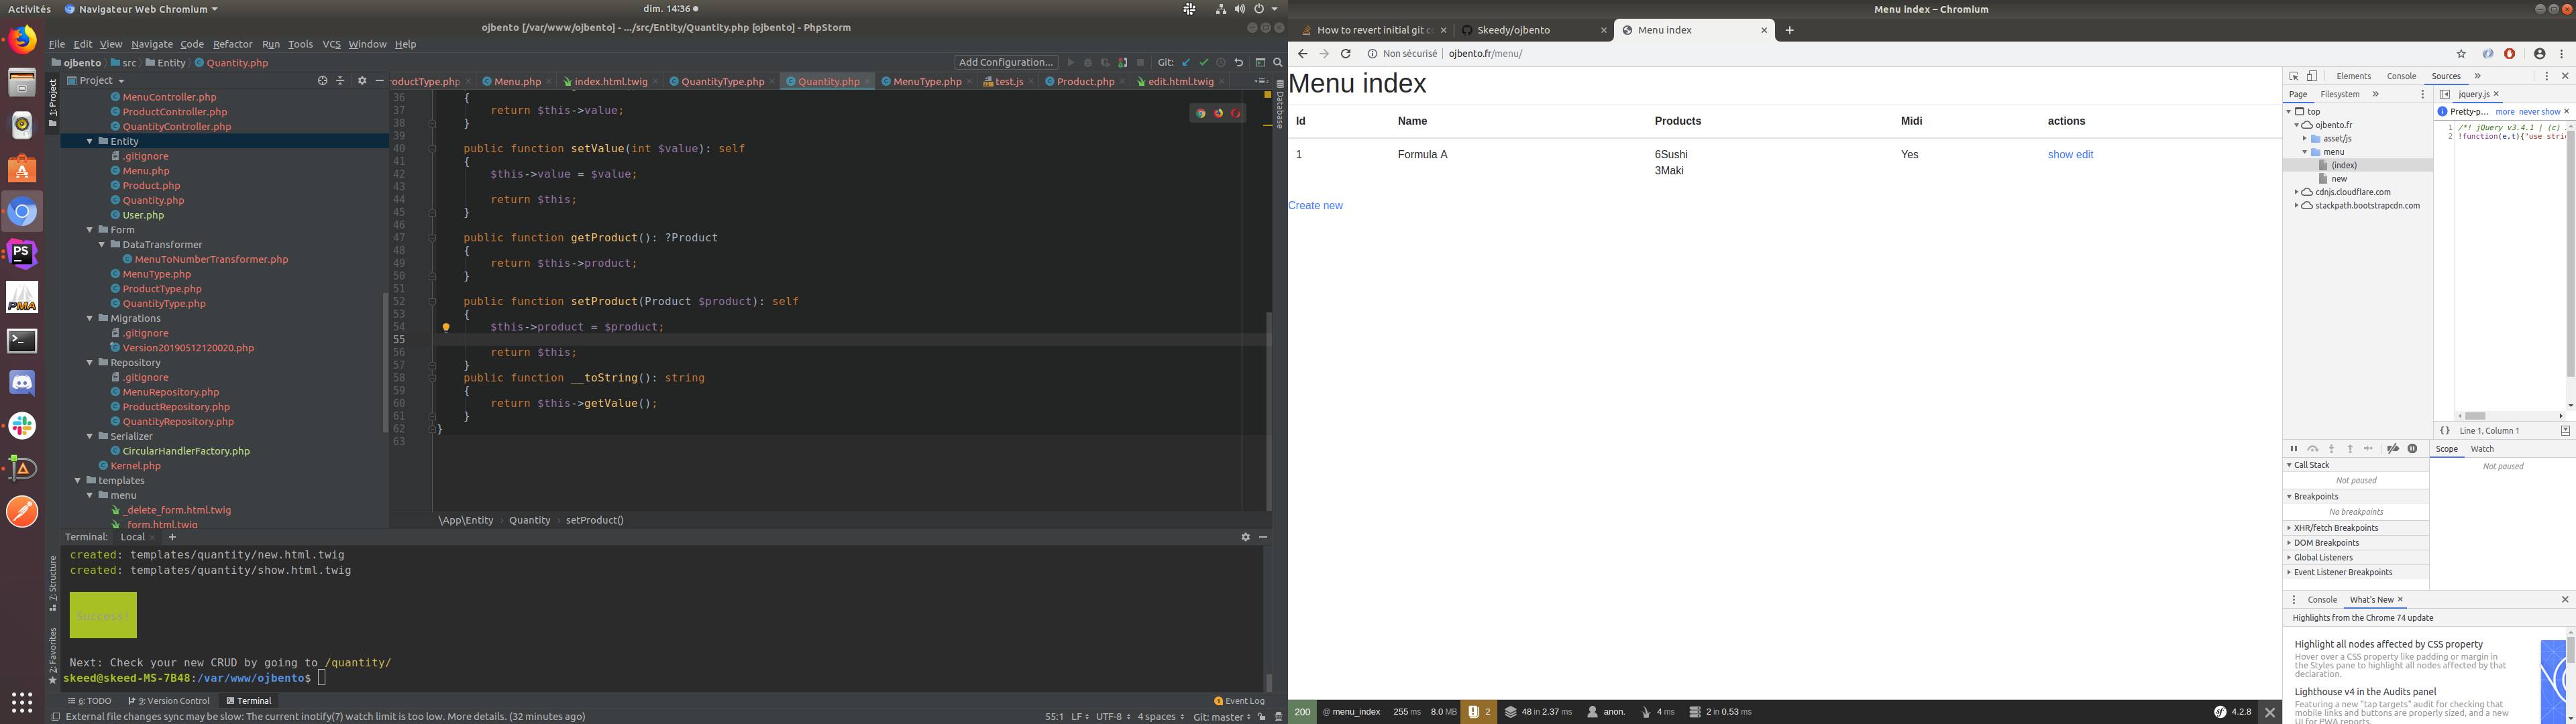 Activités
Navigateur Web Chromium
dim. 14:36
ojbento [/var/www/ojbento] - .../src/Entity/Quantity.php [ojbento] - PhpStorm
File Edit View Navigate Code Refactor Run Tools VCS Window Help
ojbento src Entity Quantity.php
Add Configuration...
Git:
1: Project
Project
MenuController.php
ProductController.php
QuantityController.php
Entity
.gitignore
Menu.php
Product.php
Quantity.php
User.php
Form
DataTransformer
MenuToNumberTransformer.php
MenuType.php
ProductType.php
QuantityType.php
Migrations
.gitignore
Version20190512120020.php
Repository
.gitignore
MenuRepository.php
ProductRepository.php
QuantityRepository.php
Serializer
CircularHandlerFactory.php
Kernel.php
templates
menu
_delete_form.html.twig
_form.html.twig
roductType.php Menu.php index.html.twig QuantityType.php Quantity.php MenuType.php test.js Product.php edit.html.twig
Database
36 {
37 return $this->value;
38 }
39
40 public function setValue(int $value): self
41 {
42 $this->value = $value;
43
44 return $this;
45 }
46
47 public function getProduct(): ?Product
48 {
49 return $this->product;
50 }
51
52 public function setProduct(Product $product): self
53 {
54 $this->product = $product;
55
56 return $this;
57 }
58 public function __toString(): string
59 {
60 return $this->getValue();
61 }
62 }
63
\App\Entity Quantity setProduct()
Terminal: Local +
created: templates/quantity/new.html.twig
created: templates/quantity/show.html.twig
Success!
Next: Check your new CRUD by going to /quantity/
skeed@skeed-MS-7B48:/var/www/ojbento$
7: Structure
2: Favorites
6: TODO 9: Version Control Terminal
Event Log
External file changes sync may be slow: The current inotify(7) watch limit is too low. More details. (32 minutes ago)
55:1 LF UTF-8 4 spaces Git: master
PS
PMA
Menu index – Chromium
How to revert initial git c
Skeedy/ojbento
Menu index
Non sécurisé ojbento.fr/menu/
Menu index
Id Name Products Midi actions
1 Formula A 6Sushi Yes show edit
3Maki
Create new
200 @ menu_index 255 ms 8.0 MB 2 48 in 2.37 ms anon. 4 ms 2 in 0.53 ms
4.2.8
Elements Console Sources »
Page Filesystem »
top
ojbento.fr
asset/js
menu
(index)
new
cdnjs.cloudflare.com
stackpath.bootstrapcdn.com
jquery.js
Pretty-p... more never show
1 /*! jQuery v3.4.1 | (c)
2 !function(e,t){"use stri
{} Line 1, Column 1
Call Stack
Not paused
Breakpoints
No breakpoints
XHR/fetch Breakpoints
DOM Breakpoints
Global Listeners
Event Listener Breakpoints
Scope Watch
Not paused
Console What's New
Highlights from the Chrome 74 update
Highlight all nodes affected by CSS property
Hover over a CSS property like padding or margin in
the Styles pane to highlight all nodes affected by that
declaration.
Lighthouse v4 in the Audits panel
Featuring a new "tap targets" audit for checking that
mobile links and buttons are properly sized, and a new
UI for PWA reports.